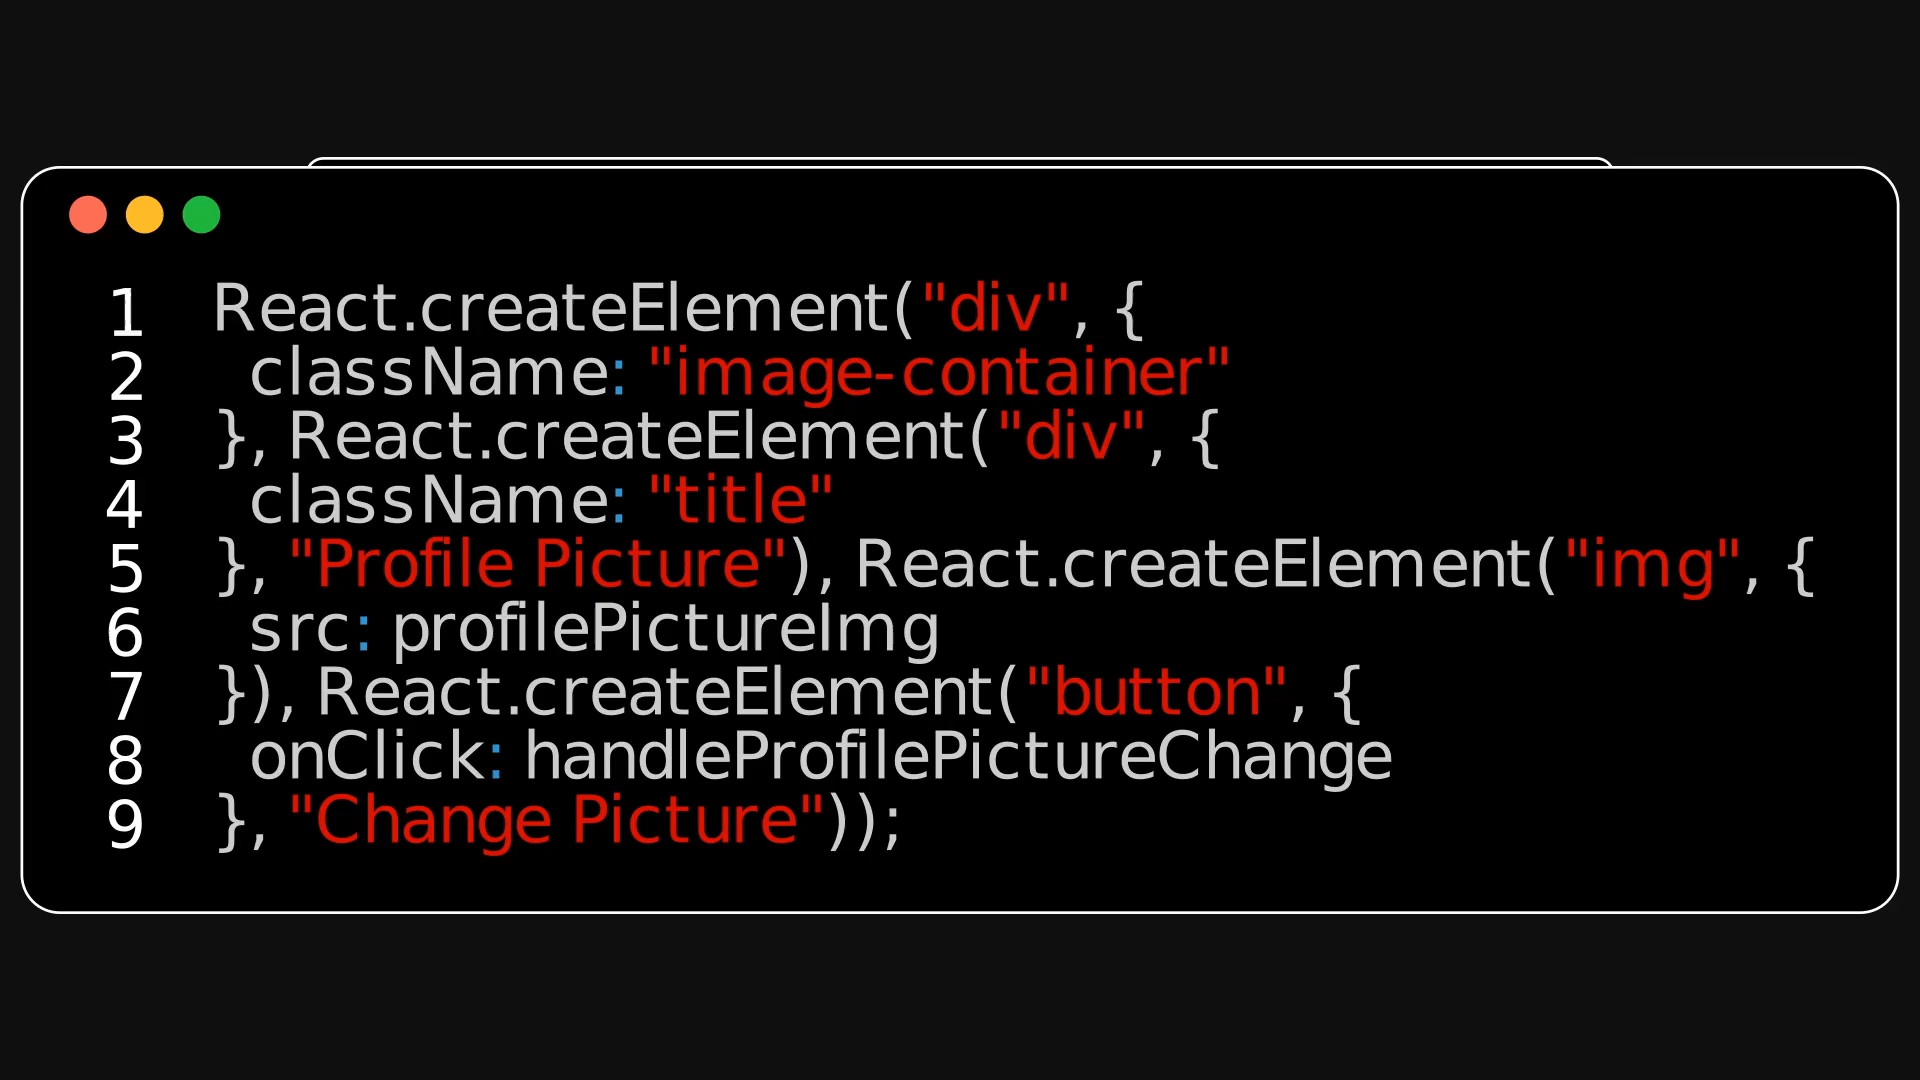 1 React.createElement("div", {
2   className: "image-container"
3 }, React.createElement("div", {
4   className: "title"
5 }, "Profile Picture"), React.createElement("img", {
6   src: profilePictureImg
7 }), React.createElement("button", {
8   onClick: handleProfilePictureChange
9 }, "Change Picture"));